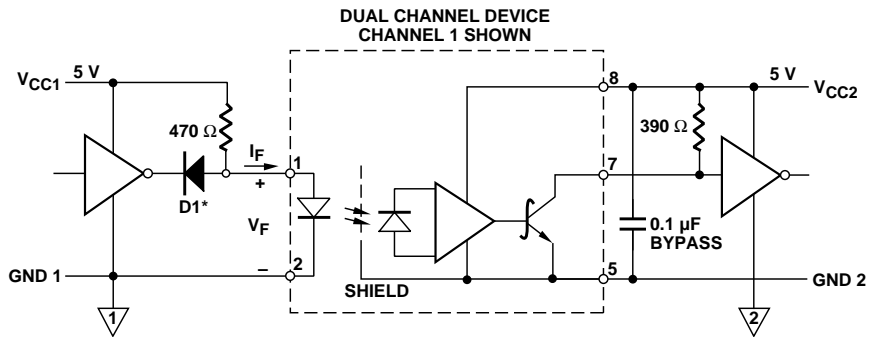 DUAL CHANNEL DEVICE
CHANNEL 1 SHOWN
VCC1
5 V
470 Ω
IF
+
1
D1*
VF
–
2
GND 1
1
SHIELD
8
7
5
390 Ω
5 V
VCC2
0.1 µF
BYPASS
GND 2
2